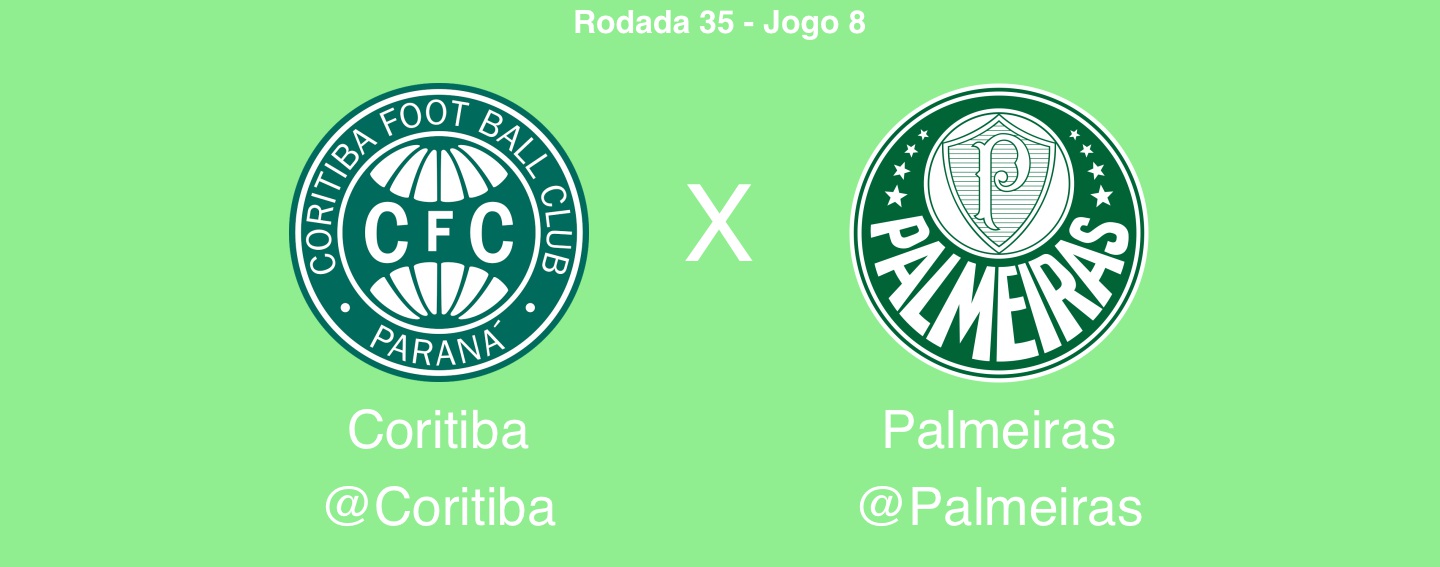 Rodada 35 - Jogo 8
CORITIBA FOOT BALL CLUB
CFC
PARANÁ
X
P
PALMEIRAS
Coritiba
Palmeiras
@Coritiba
@Palmeiras